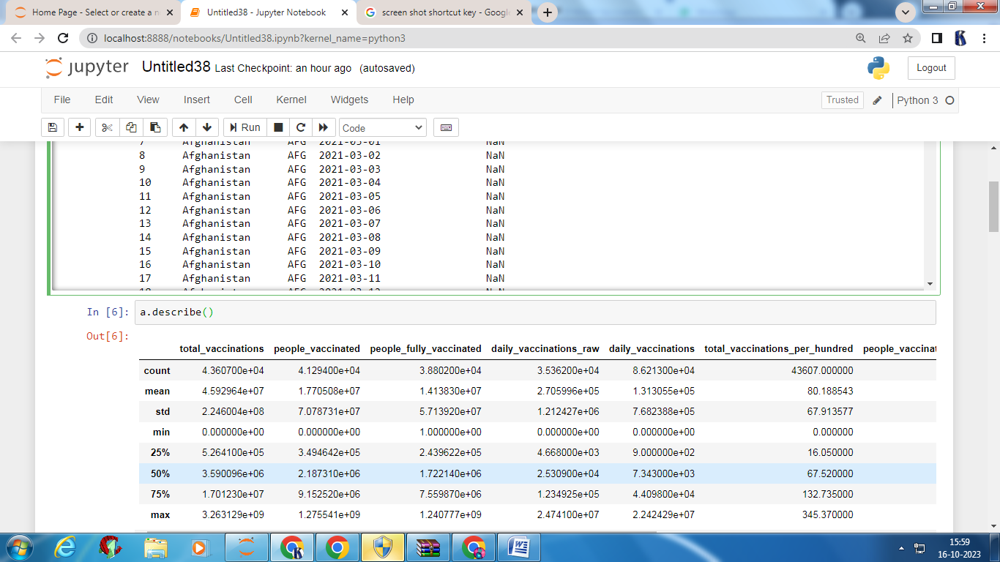 Home Page - Select or create a n
Untitled38 - Jupyter Notebook
screen shot shortcut key - Google
localhost:8888/notebooks/Untitled38.ipynb?kernel_name=python3
jupyter Untitled38 Last Checkpoint: an hour ago (autosaved)
Logout
File Edit View Insert Cell Kernel Widgets Help
Trusted Python 3
Run Code
7 Afghanistan AFG 2021-03-01 NaN
8 Afghanistan AFG 2021-03-02 NaN
9 Afghanistan AFG 2021-03-03 NaN
10 Afghanistan AFG 2021-03-04 NaN
11 Afghanistan AFG 2021-03-05 NaN
12 Afghanistan AFG 2021-03-06 NaN
13 Afghanistan AFG 2021-03-07 NaN
14 Afghanistan AFG 2021-03-08 NaN
15 Afghanistan AFG 2021-03-09 NaN
16 Afghanistan AFG 2021-03-10 NaN
17 Afghanistan AFG 2021-03-11 NaN
In [6]: a.describe()
Out[6]:
total_vaccinations people_vaccinated people_fully_vaccinated daily_vaccinations_raw daily_vaccinations total_vaccinations_per_hundred people_vaccinat
count 4.360700e+04 4.129400e+04 3.880200e+04 3.536200e+04 8.621300e+04 43607.000000
mean 4.592964e+07 1.770508e+07 1.413830e+07 2.705996e+05 1.313055e+05 80.188543
std 2.246004e+08 7.078731e+07 5.713920e+07 1.212427e+06 7.682388e+05 67.913577
min 0.000000e+00 0.000000e+00 1.000000e+00 0.000000e+00 0.000000e+00 0.000000
25% 5.264100e+05 3.494642e+05 2.439622e+05 4.668000e+03 9.000000e+02 16.050000
50% 3.590096e+06 2.187310e+06 1.722140e+06 2.530900e+04 7.343000e+03 67.520000
75% 1.701230e+07 9.152520e+06 7.559870e+06 1.234925e+05 4.409800e+04 132.735000
max 3.263129e+09 1.275541e+09 1.240777e+09 2.474100e+07 2.242429e+07 345.370000
15:59
16-10-2023